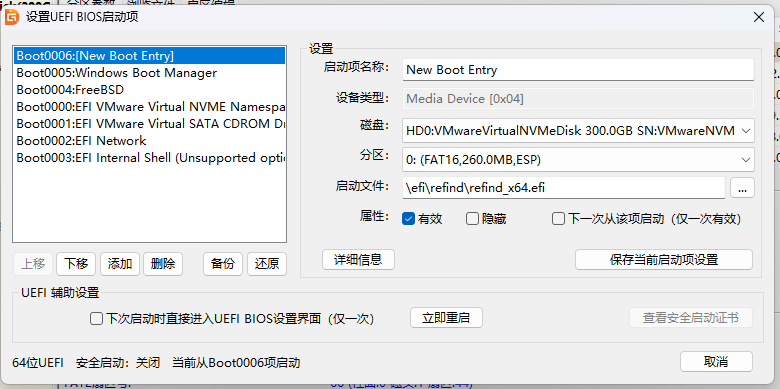 设置UEFI BIOS启动项
Boot0006:[New Boot Entry]
Boot0005:Windows Boot Manager
Boot0004:FreeBSD
Boot0000:EFI VMware Virtual NVME Namespa
Boot0001:EFI VMware Virtual SATA CDROM Dr
Boot0002:EFI Network
Boot0003:EFI Internal Shell (Unsupported optio
上移 下移 添加 删除 备份 还原
设置
启动项名称: New Boot Entry
设备类型: Media Device [0x04]
磁盘: HD0:VMwareVirtualNVMeDisk 300.0GB SN:VMwareNVM
分区: 0: (FAT16,260.0MB,ESP)
启动文件: \efi\refind\refind_x64.efi ...
属性: 有效 隐藏 下一次从该项启动（仅一次有效）
详细信息 保存当前启动项设置
UEFI 辅助设置
下次启动时直接进入UEFI BIOS设置界面（仅一次） 立即重启 查看安全启动证书
64位UEFI 安全启动：关闭 当前从Boot0006项启动 取消